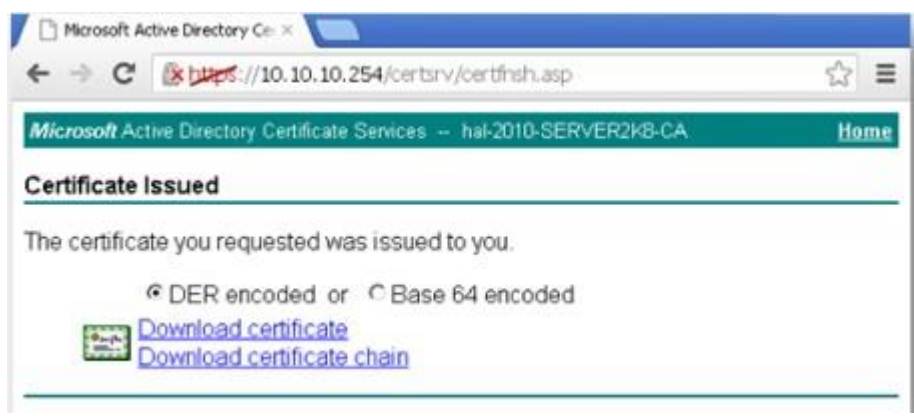 Microsoft Active Directory Ce
https://10.10.10.254/certsrv/certfnsh.asp
Microsoft Active Directory Certificate Services -- hal-2010-SERVER2K8-CA Home
Certificate Issued
The certificate you requested was issued to you.
DER encoded or Base 64 encoded
Download certificate
Download certificate chain